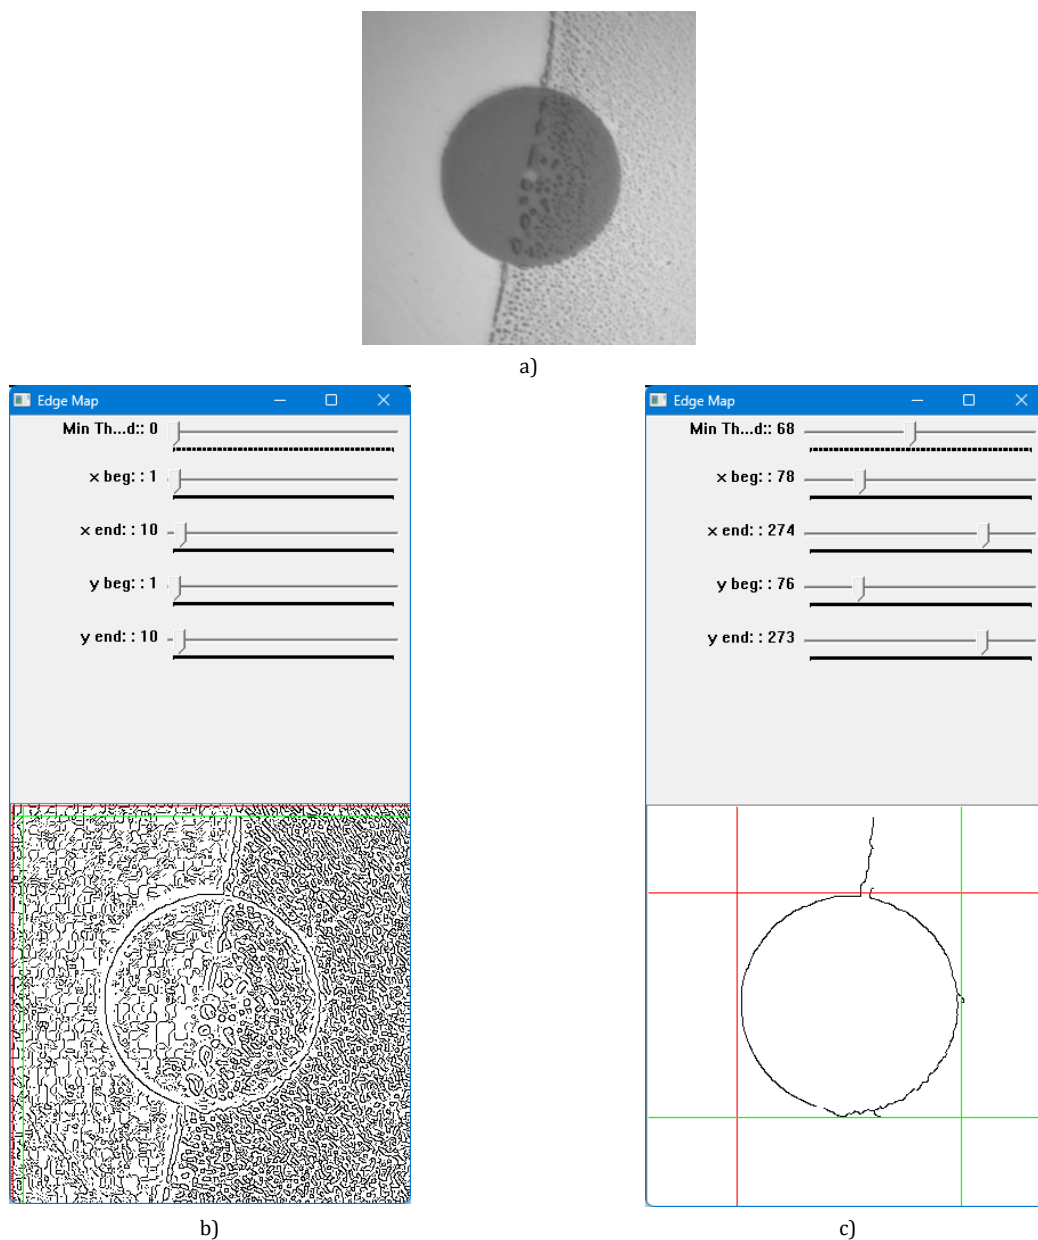 a)
Edge Map
Min Th...d:: 0
x beg: : 1
x end: : 10
y beg: : 1
y end: : 10
b)
Edge Map
Min Th...d:: 68
x beg: : 78
x end: : 274
y beg: : 76
y end: : 273
c)